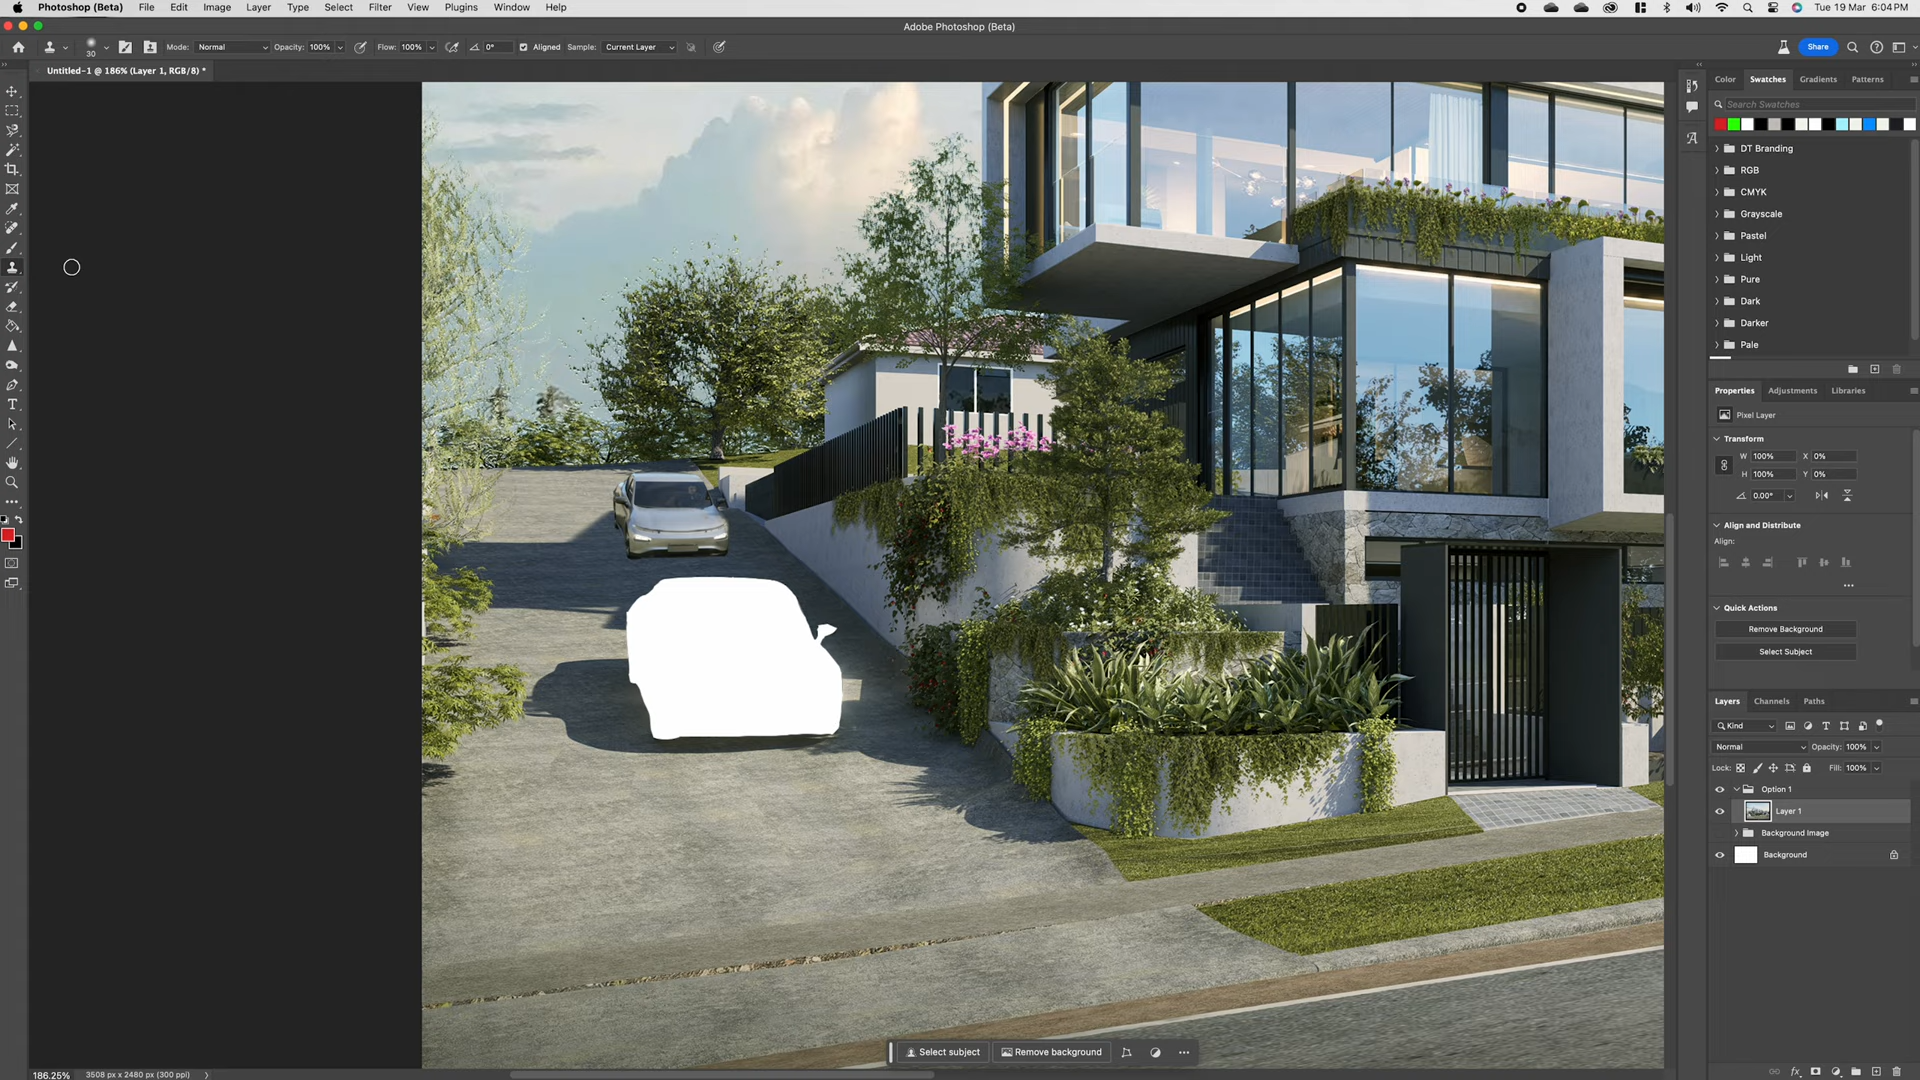 Photoshop (Beta) File Edit Image Layer Type Select Filter View Plugins Window Help Tue 19 Mar 6:04PM
Adobe Photoshop (Beta)
30 Mode: Normal Opacity: 100% Flow: 100% 0° Aligned Sample: Current Layer Share
Untitled-1 @ 186% (Layer 1, RGB/8) *
Color Swatches Gradients Patterns
Search Swatches
DT Branding
RGB
CMYK
Grayscale
Pastel
Light
Pure
Dark
Darker
Pale
Properties Adjustments Libraries
Pixel Layer
Transform
W 100% X 0%
H 100% Y 0%
0.00°
Align and Distribute
Align:
Quick Actions
Remove Background
Select Subject
Layers Channels Paths
Kind
Normal Opacity: 100%
Lock: Fill: 100%
Option 1
Layer 1
Background Image
Background
Select subject Remove background
186.25% 3508 px x 2480 px (300 ppi)